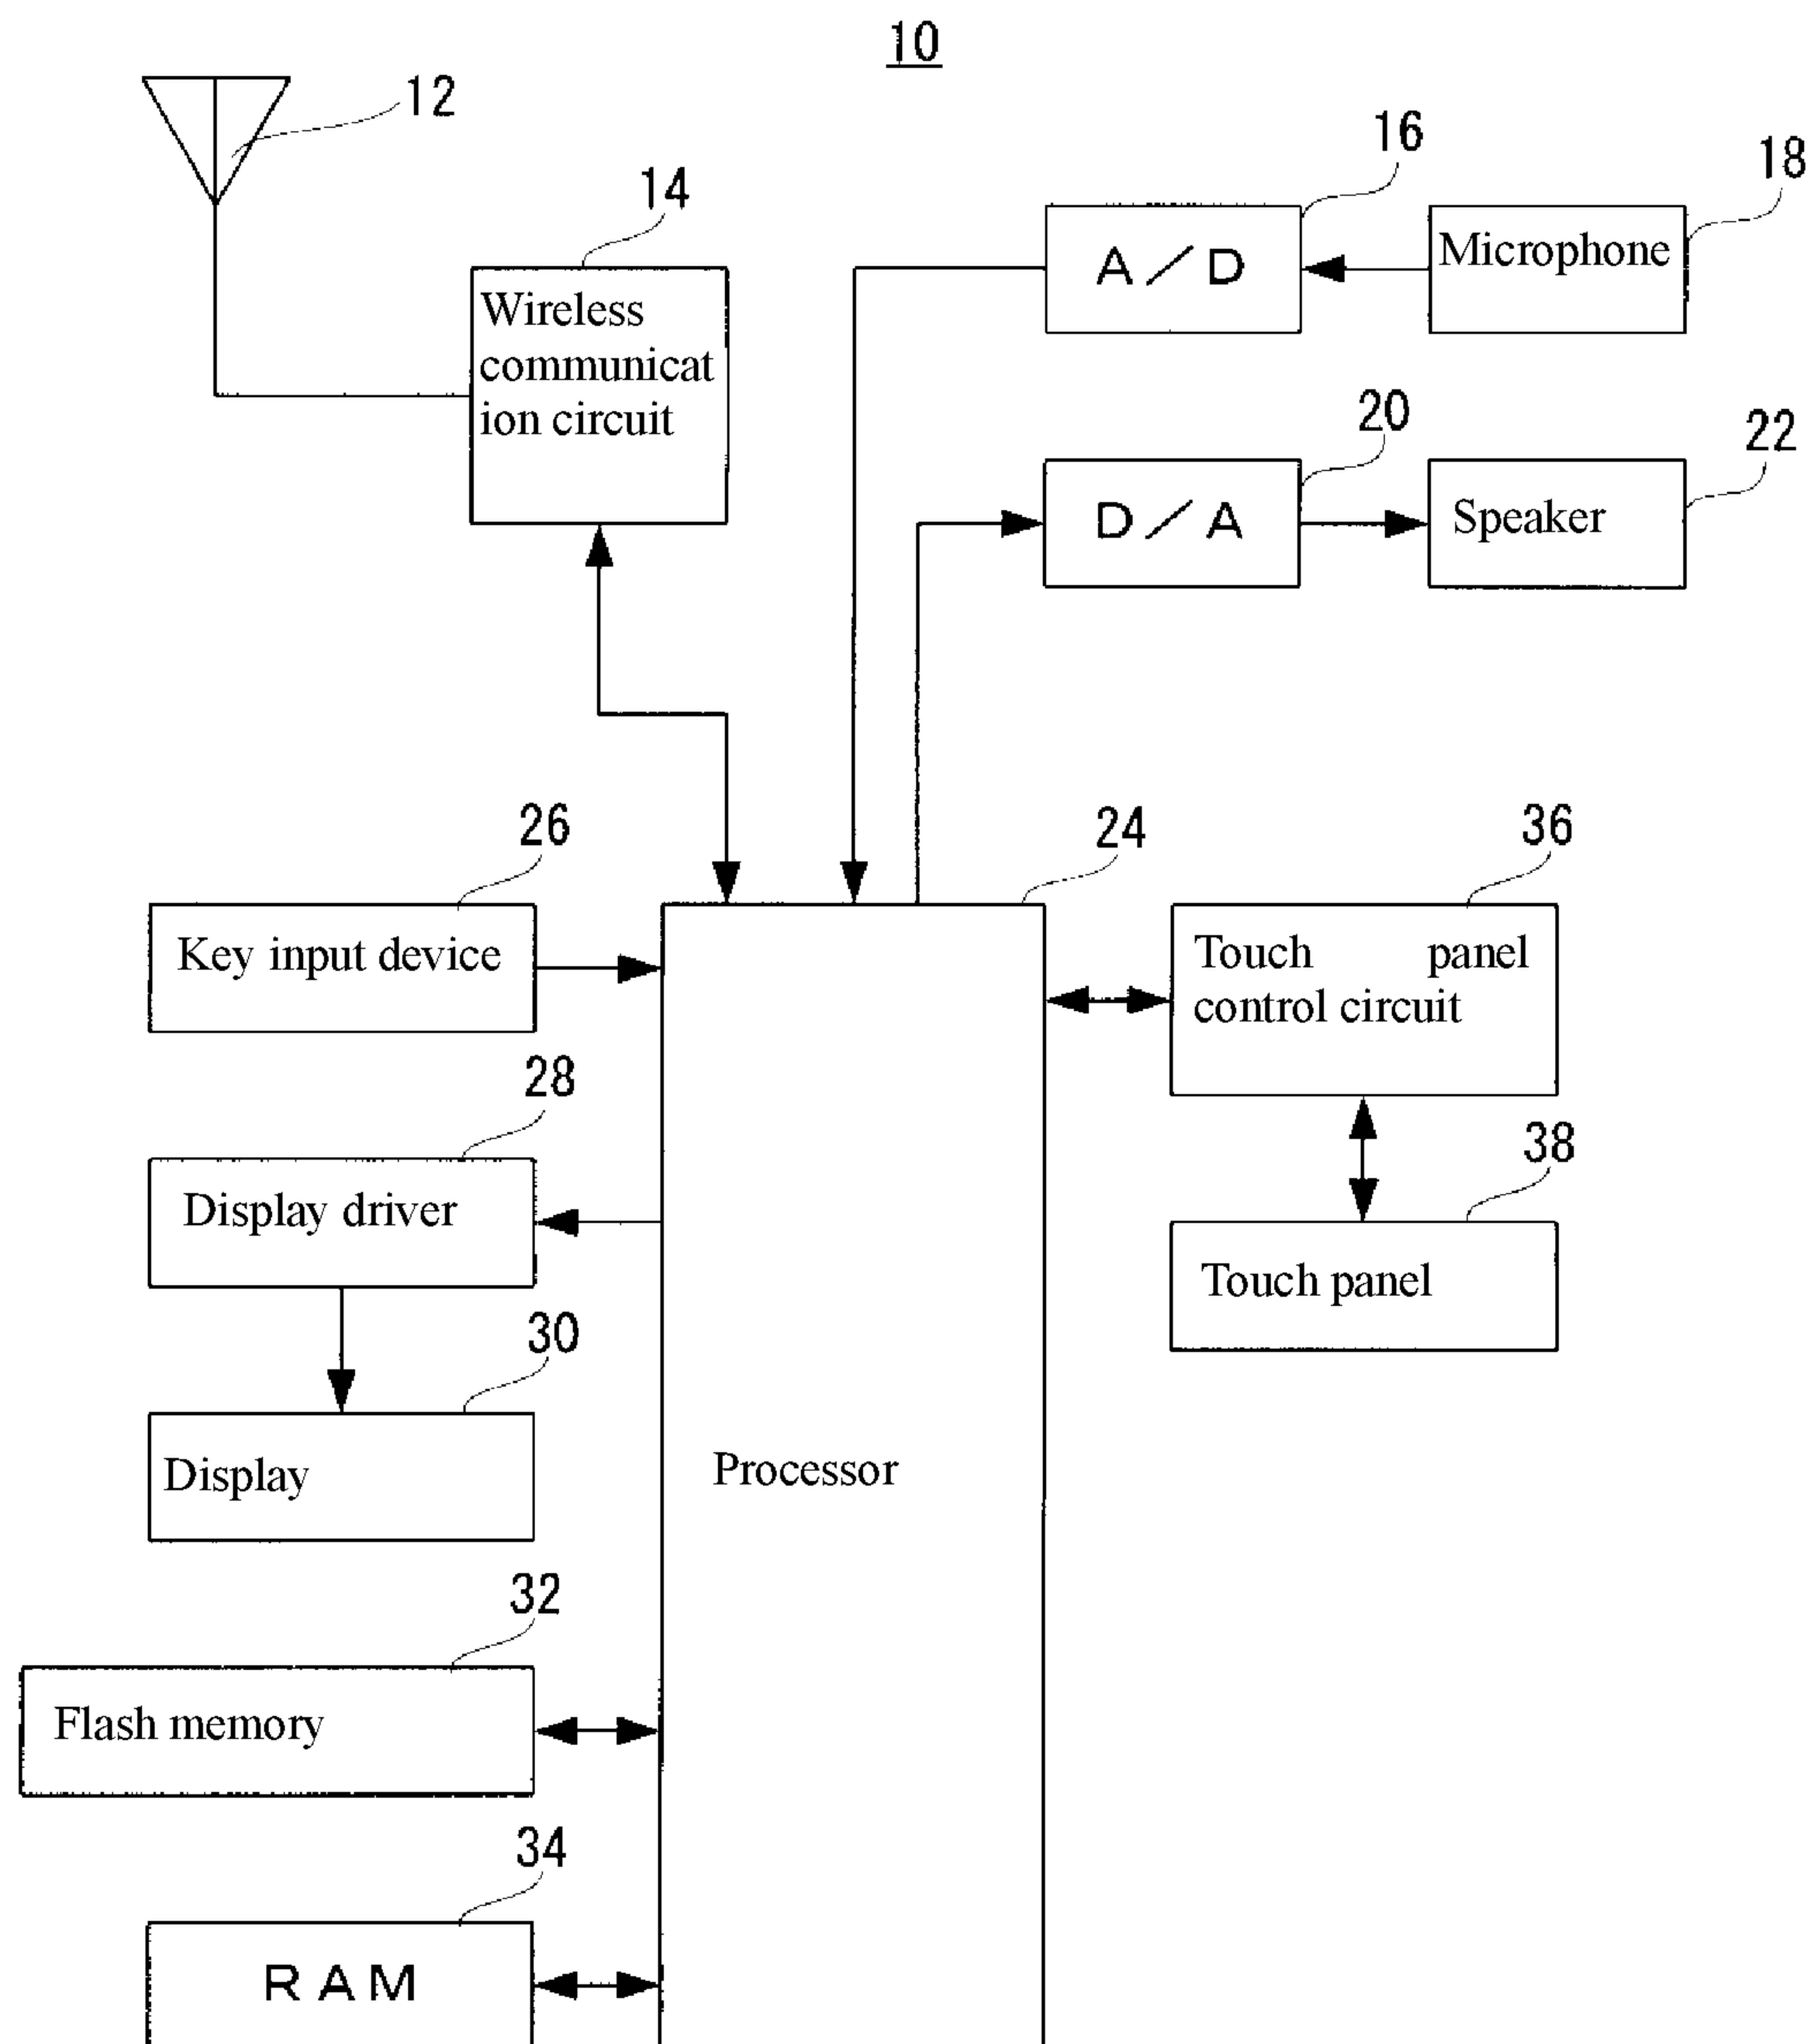 10
12
14
Wireless
communicat
ion circuit
16
A/D
18
Microphone
20
D/A
22
Speaker
26
Key input device
24
Processor
36
Touch panel
control circuit
28
Display driver
38
Touch panel
30
Display
32
Flash memory
34
RAM